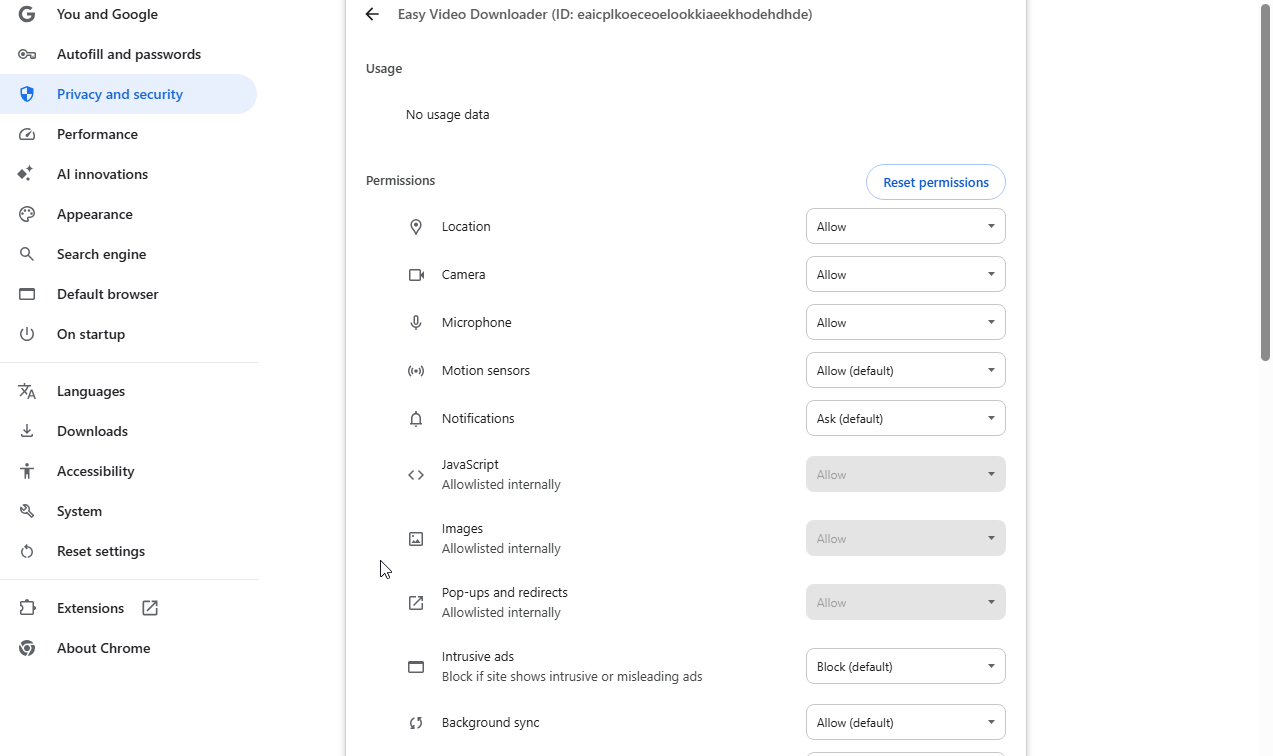 You and Google
Autofill and passwords
Privacy and security
Performance
AI innovations
Appearance
Search engine
Default browser
On startup
Languages
Downloads
Accessibility
System
Reset settings
Extensions
About Chrome
Easy Video Downloader (ID: eaicplkoeceoelookkiaeekhodehdhde)
Usage
No usage data
Permissions
Reset permissions
Location Allow
Camera Allow
Microphone Allow
Motion sensors Allow (default)
Notifications Ask (default)
JavaScript
Allowlisted internally
Allow
Images
Allowlisted internally
Allow
Pop-ups and redirects
Allowlisted internally
Allow
Intrusive ads
Block if site shows intrusive or misleading ads
Block (default)
Background sync Allow (default)